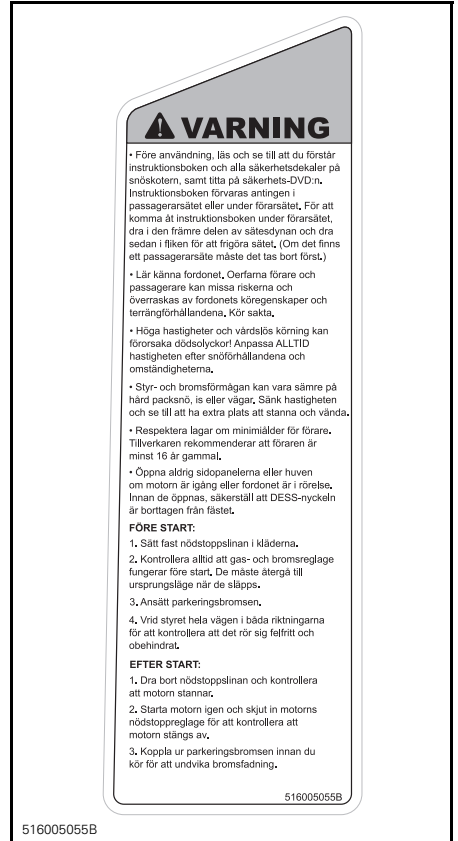 VARNING
• Före användning, läs och se till att du förstår
instruktionsboken och alla säkerhetsdekaler på
snöskotern, samt titta på säkerhets-DVD:n.
Instruktionsboken förvaras antingen i
passagerarsätet eller under förarsätet. För att
komma åt instruktionsboken under förarsätet,
dra i den främre delen av sätesdynan och dra
sedan i fliken för att frigöra sätet. (Om det finns
ett passagerarsäte måste det tas bort först.)
• Lär känna fordonet. Oerfarna förare och
passagerare kan missa riskerna och
överraskas av fordonets köregenskaper och
terrängförhållandena. Kör sakta.
• Höga hastigheter och vårdslös körning kan
förorsaka dödsolyckor! Anpassa ALLTID
hastigheten efter snöförhållandena och
omständigheterna.
• Styr- och bromsförmågan kan vara sämre på
hård packsnö, is eller vägar. Sänk hastigheten
och se till att ha extra plats att stanna och vända.
• Respektera lagar om minimiålder för förare.
Tillverkaren rekommenderar att föraren är
minst 16 år gammal.
• Öppna aldrig sidopanelerna eller huven
om motorn är igång eller fordonet är i rörelse.
Innan de öppnas, säkerställ att DESS-nyckeln
är borttagen från fästet.
FÖRE START:
1. Sätt fast nödstoppslinan i kläderna.
2. Kontrollera alltid att gas- och bromsreglage
fungerar före start. De måste återgå till
ursprungsläge när de släpps.
3. Ansätt parkeringsbromsen.
4. Vrid styret hela vägen i båda riktningarna
för att kontrollera att det rör sig felfritt och
obehindrat.
EFTER START:
1. Dra bort nödstoppslinan och kontrollera
att motorn stannar.
2. Starta motorn igen och skjut in motorns
nödstoppreglage för att kontrollera att
motorn stängs av.
3. Koppla ur parkeringsbromsen innan du
kör för att undvika bromsfadning.
516005055B
516005055B